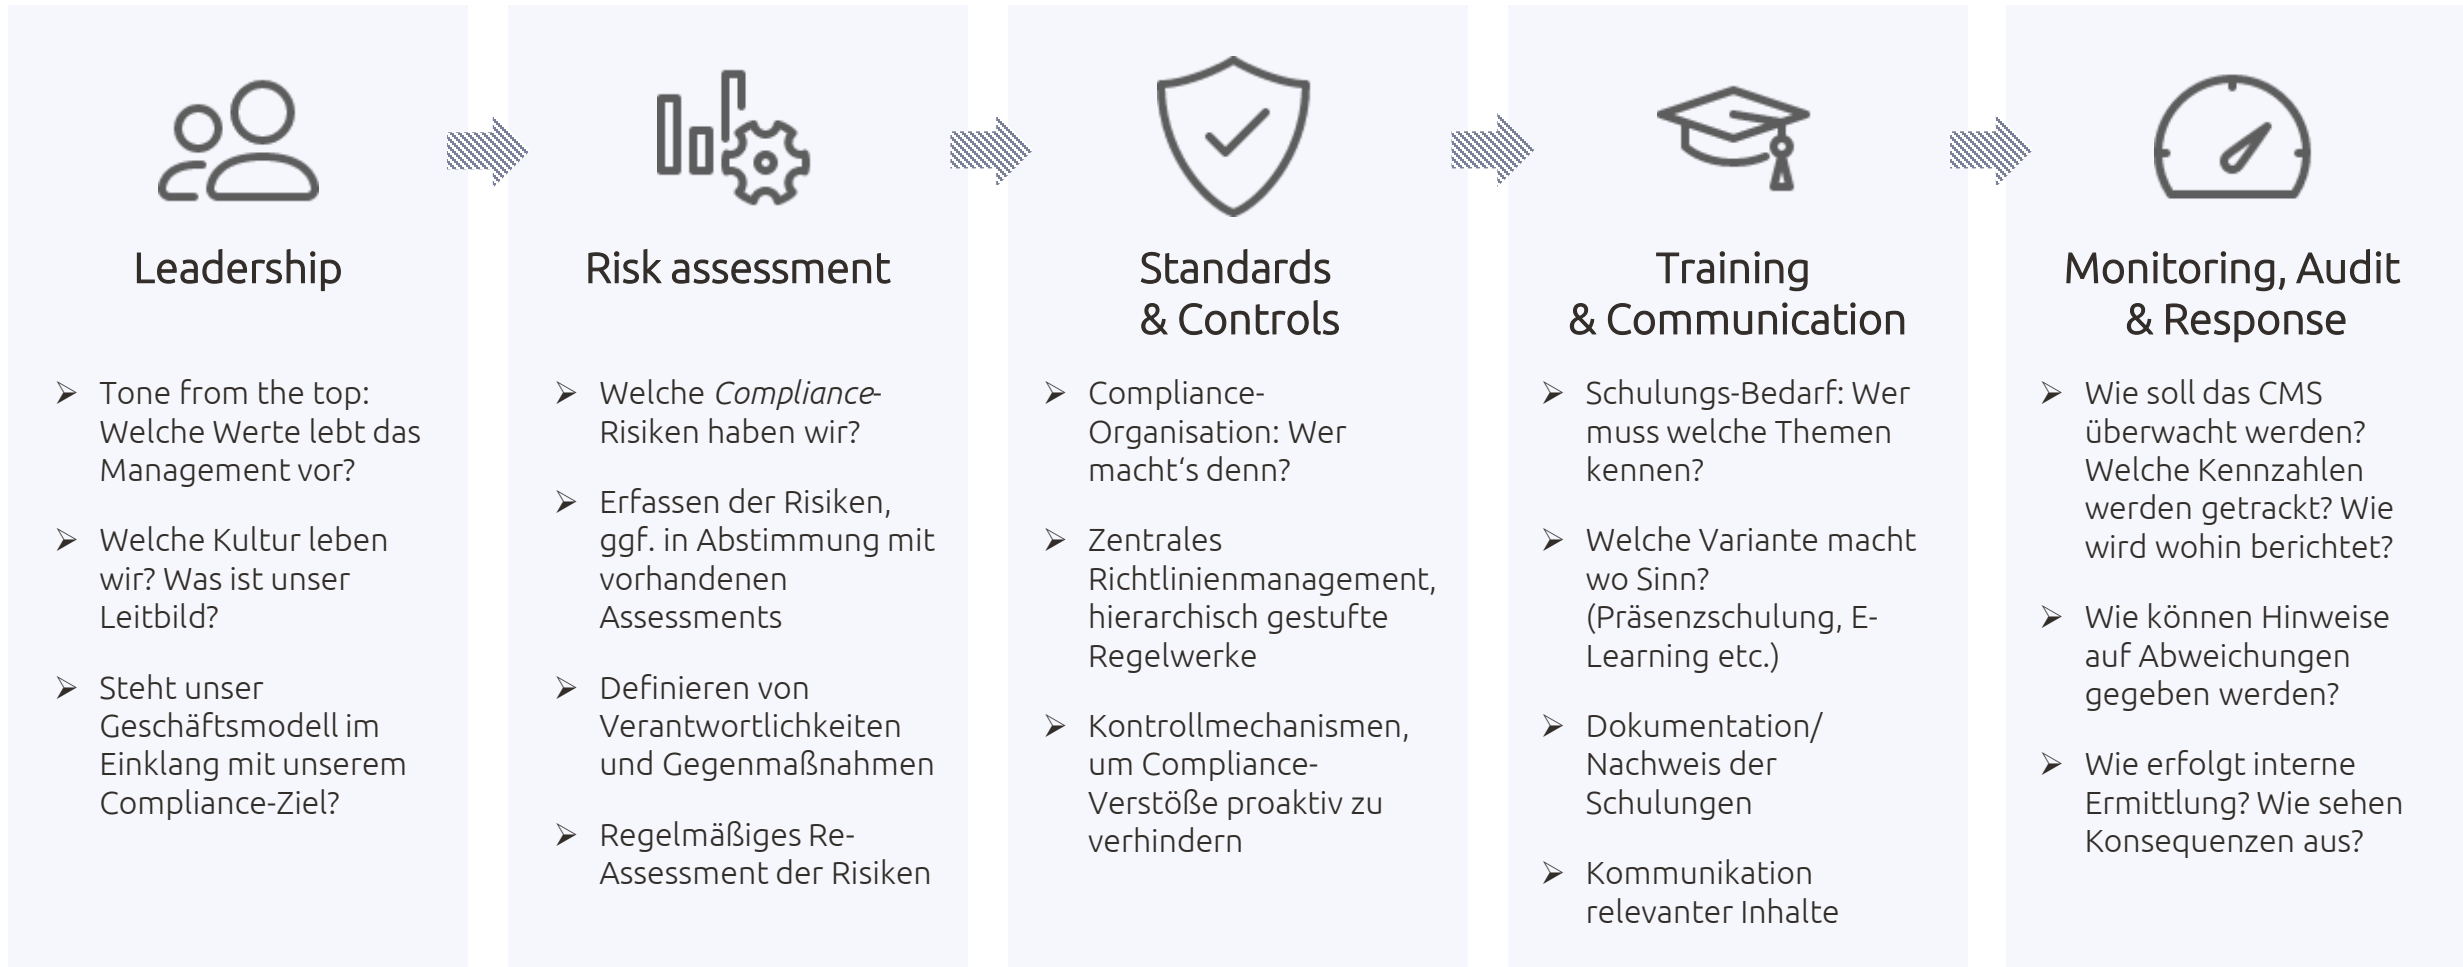 Leadership
Tone from the top:
Welche Werte lebt das
Management vor?
Welche Kultur leben
wir? Was ist unser
Leitbild?
Steht unser
Geschäftsmodell im
Einklang mit unserem
Compliance-Ziel?
Risk assessment
Welche Compliance-
Risiken haben wir?
Erfassen der Risiken,
ggf. in Abstimmung mit
vorhandenen
Assessments
Definieren von
Verantwortlichkeiten
und Gegenmaßnahmen
Regelmäßiges Re-
Assessment der Risiken
Standards
& Controls
Compliance-
Organisation: Wer
macht‘s denn?
Zentrales
Richtlinienmanagement,
hierarchisch gestufte
Regelwerke
Kontrollmechanismen,
um Compliance-
Verstöße proaktiv zu
verhindern
Training
& Communication
Schulungs-Bedarf: Wer
muss welche Themen
kennen?
Welche Variante macht
wo Sinn?
(Präsenzschulung, E-
Learning etc.)
Dokumentation/
Nachweis der
Schulungen
Kommunikation
relevanter Inhalte
Monitoring, Audit
& Response
Wie soll das CMS
überwacht werden?
Welche Kennzahlen
werden getrackt? Wie
wird wohin berichtet?
Wie können Hinweise
auf Abweichungen
gegeben werden?
Wie erfolgt interne
Ermittlung? Wie sehen
Konsequenzen aus?